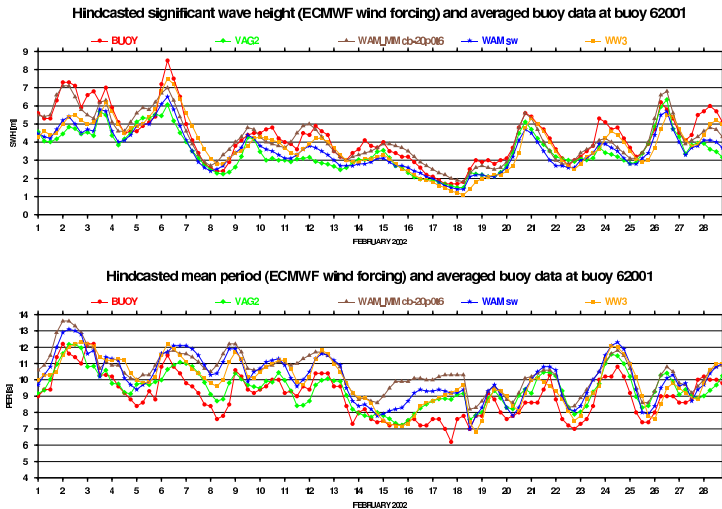 Hindcasted significant wave height (ECMWF wind forcing) and averaged buoy data at buoy 62001
BUOY VAG2 WAM_MM cb-20p0t6 WAM sw WW3
SWH[m]
9
8
7
6
5
4
3
2
1
0
1 2 3 4 5 6 7 8 9 10 11 12 13 14 15 16 17 18 19 20 21 22 23 24 25 26 27 28
FEBRUARY 2002
Hindcasted mean period (ECMWF wind forcing) and averaged buoy data at buoy 62001
BUOY VAG2 WAM_MM cb-20p0t6 WAM sw WW3
PER[s]
14
13
12
11
10
9
8
7
6
5
4
1 2 3 4 5 6 7 8 9 10 11 12 13 14 15 16 17 18 19 20 21 22 23 24 25 26 27 28
FEBRUARY 2002